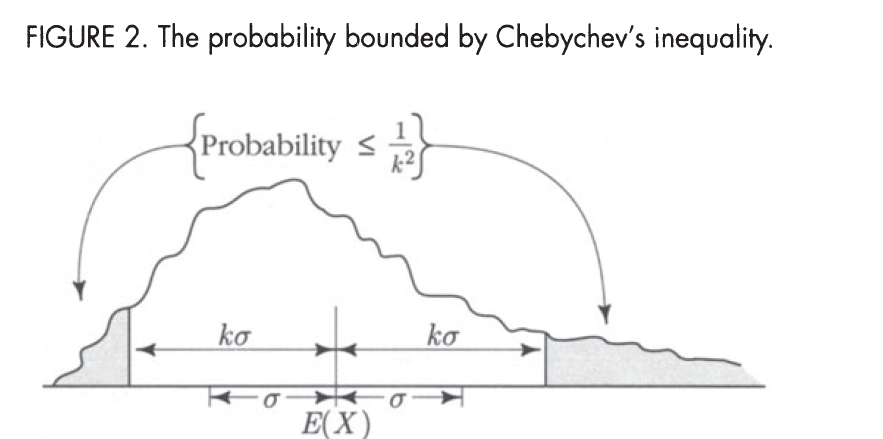 FIGURE 2. The probability bounded by Chebychev's inequality.
{Probability ≤ 1/k²}
kσ kσ
σ σ
E(X)